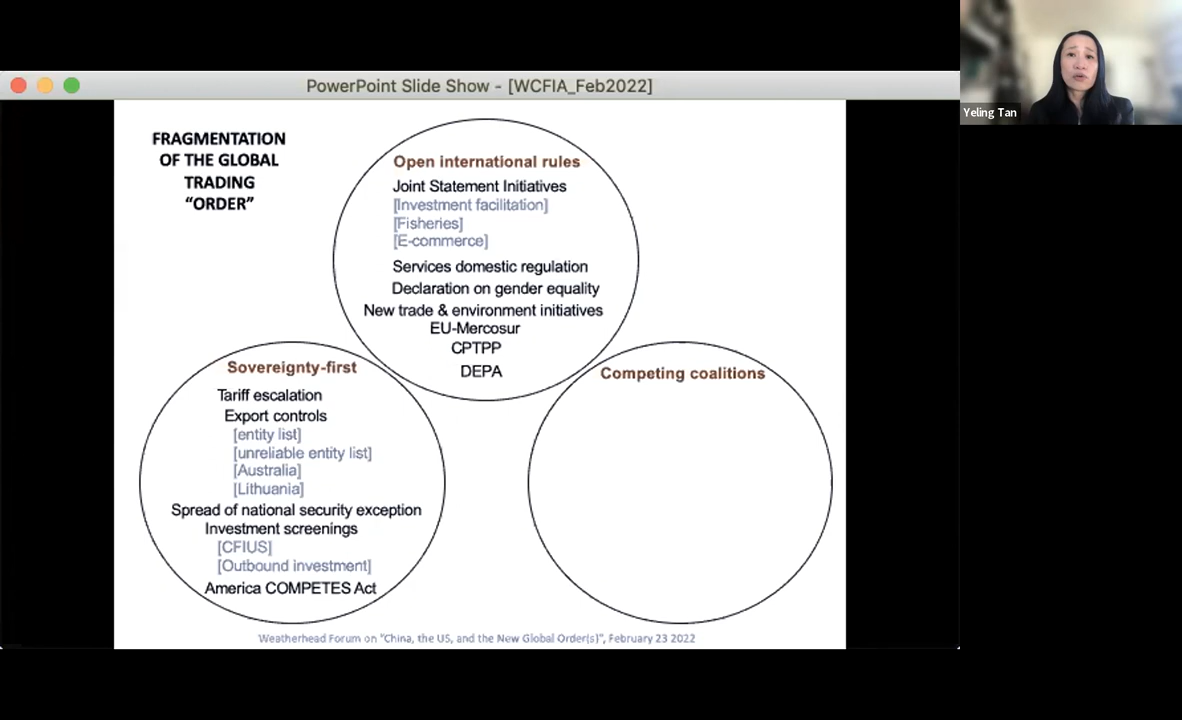 PowerPoint Slide Show - [WCFIA_Feb2022]
Yeling Tan
FRAGMENTATION
OF THE GLOBAL
TRADING
“ORDER”
Open international rules
Joint Statement Initiatives
[Investment facilitation]
[Fisheries]
[E-commerce]
Services domestic regulation
Declaration on gender equality
New trade & environment initiatives
EU-Mercosur
CPTPP
DEPA
Sovereignty-first
Tariff escalation
Export controls
[entity list]
[unreliable entity list]
[Australia]
[Lithuania]
Spread of national security exception
Investment screenings
[CFIUS]
[Outbound investment]
America COMPETES Act
Competing coalitions
Weatherhead Forum on "China, the US, and the New Global Order(s)", February 23 2022